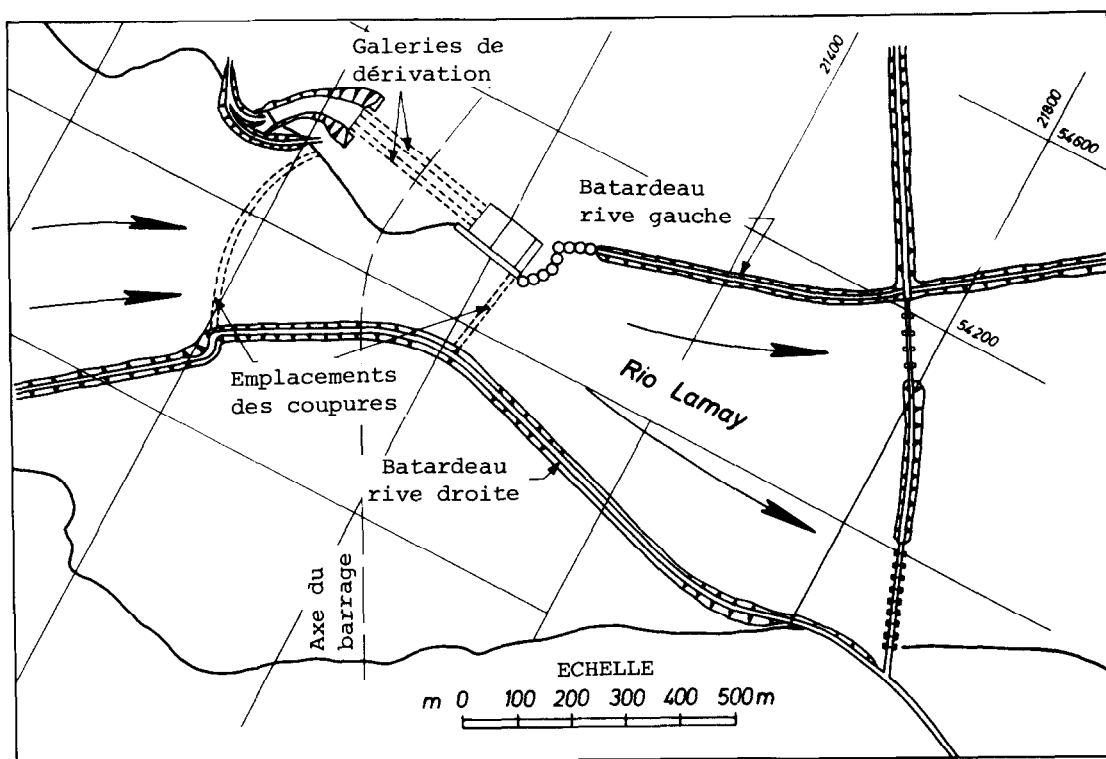 Galeries de
dérivation
21400
21800
54600
Batardeau
rive gauche
54200
Rio Lamay
Emplacements
des coupures
Batardeau
rive droite
Axe du
barrage
ECHELLE
m 0 100 200 300 400 500m